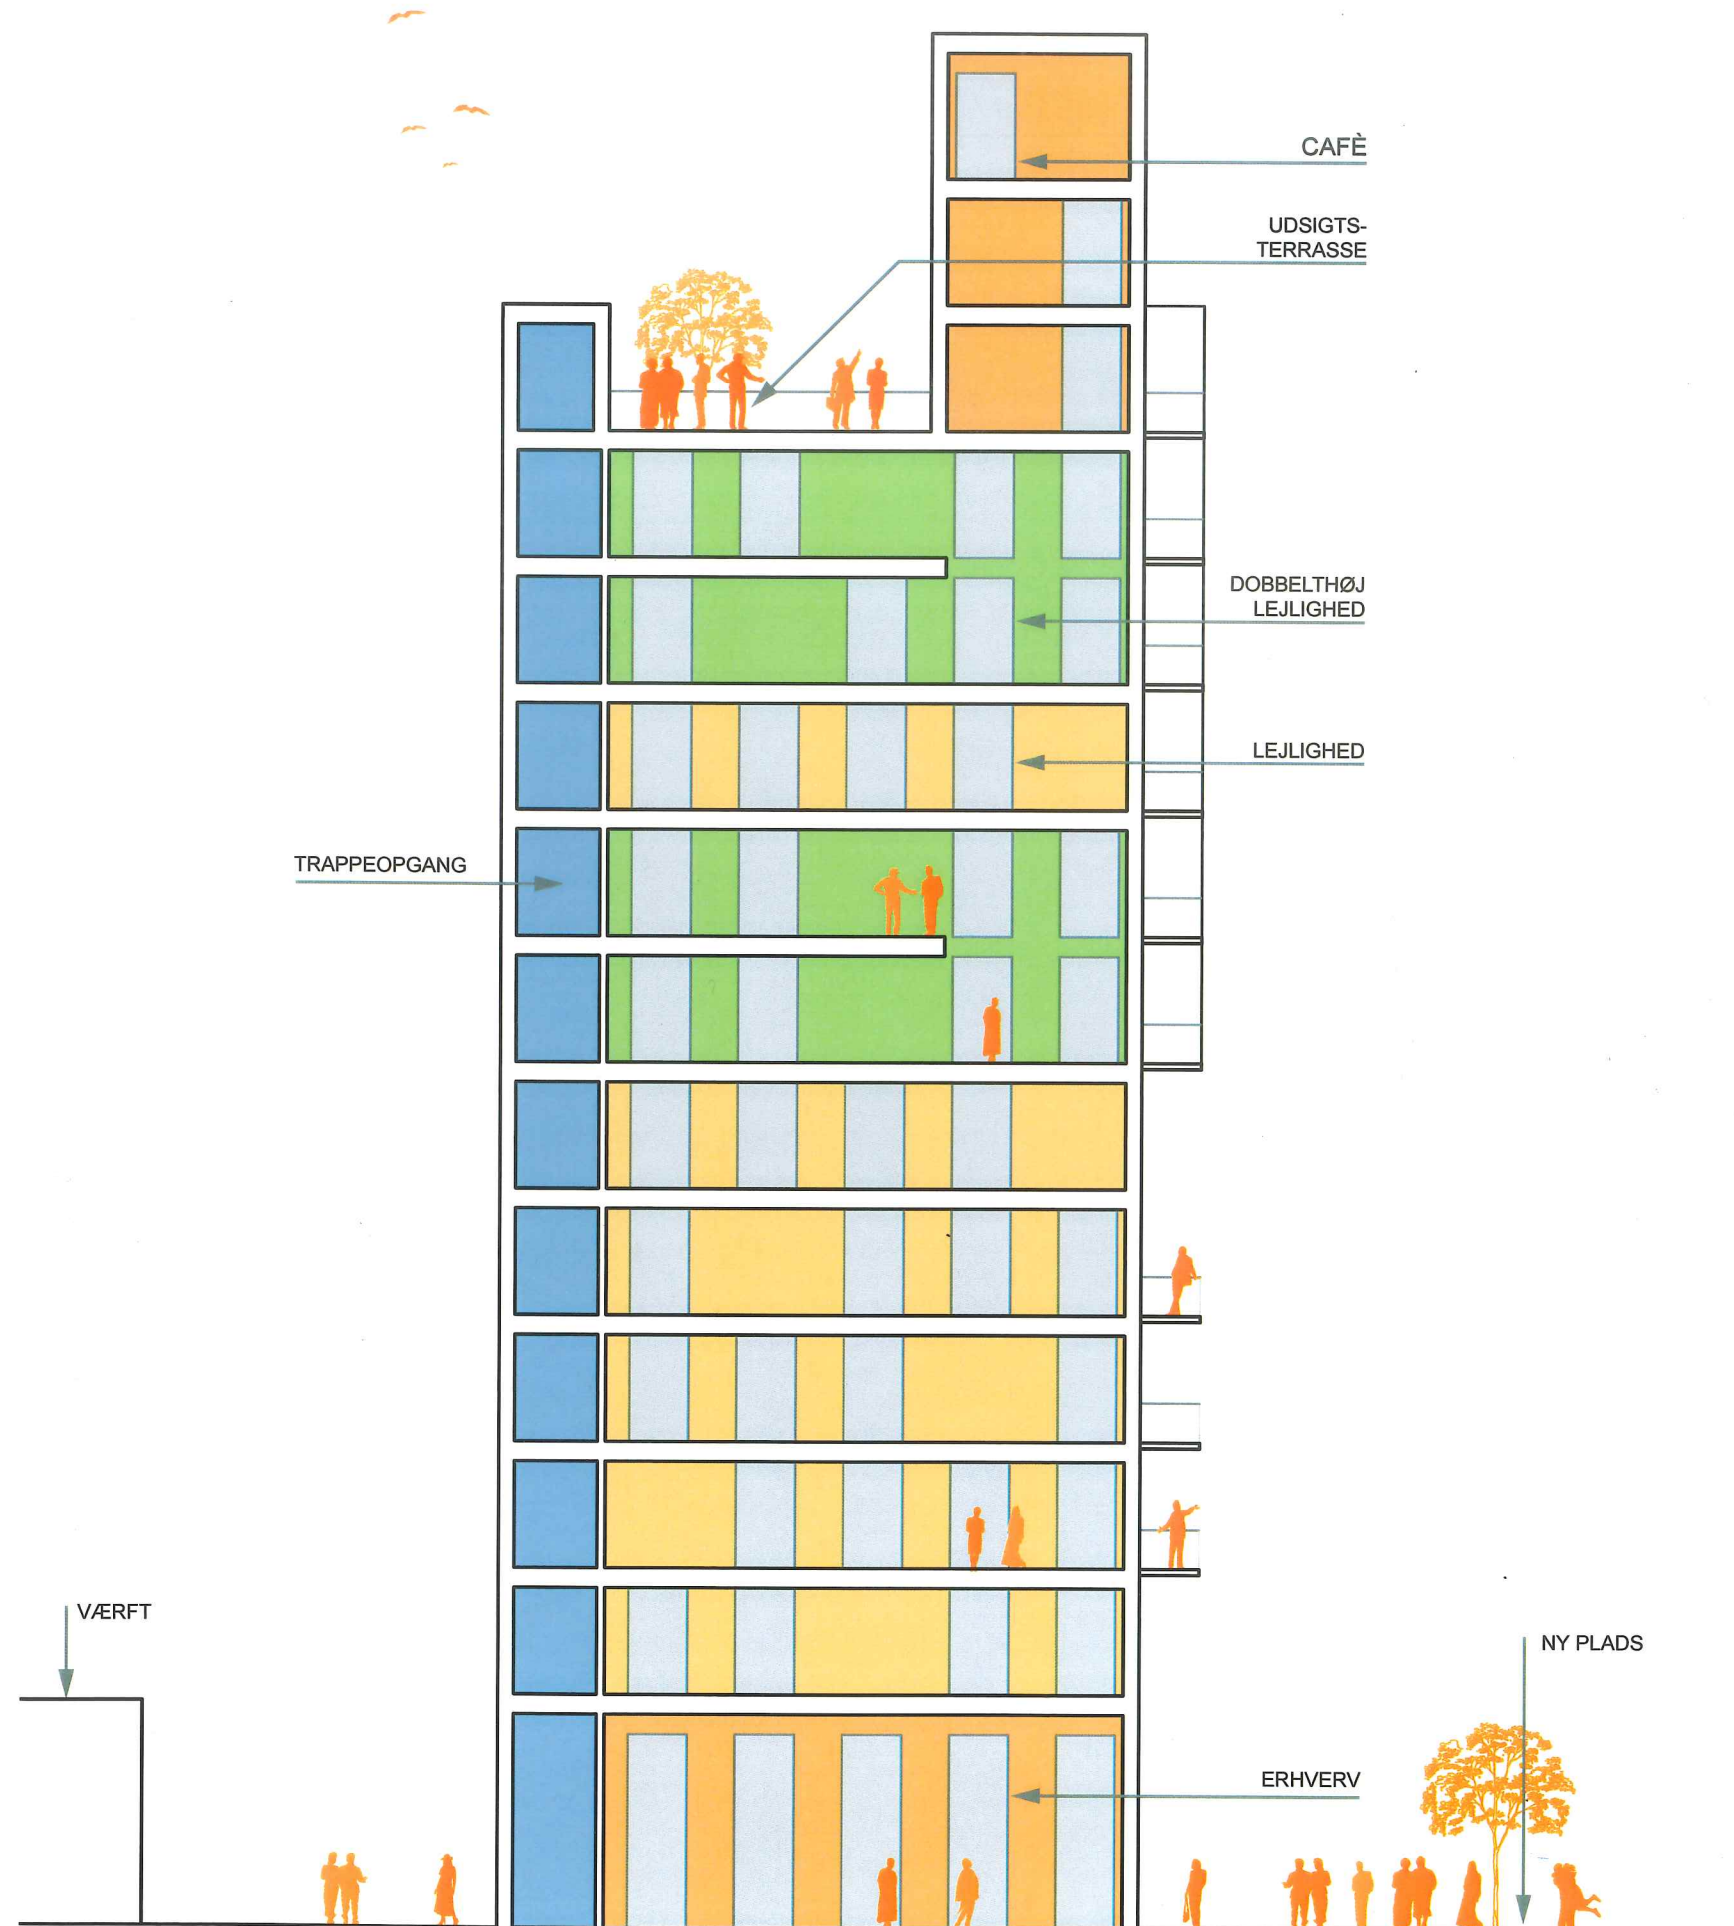 CAFÈ
UDSIGTS-
TERRASSE
DOBBELTHØJ
LEJLIGHED
LEJLIGHED
TRAPPEOPGANG
VÆRFT
NY PLADS
ERHVERV